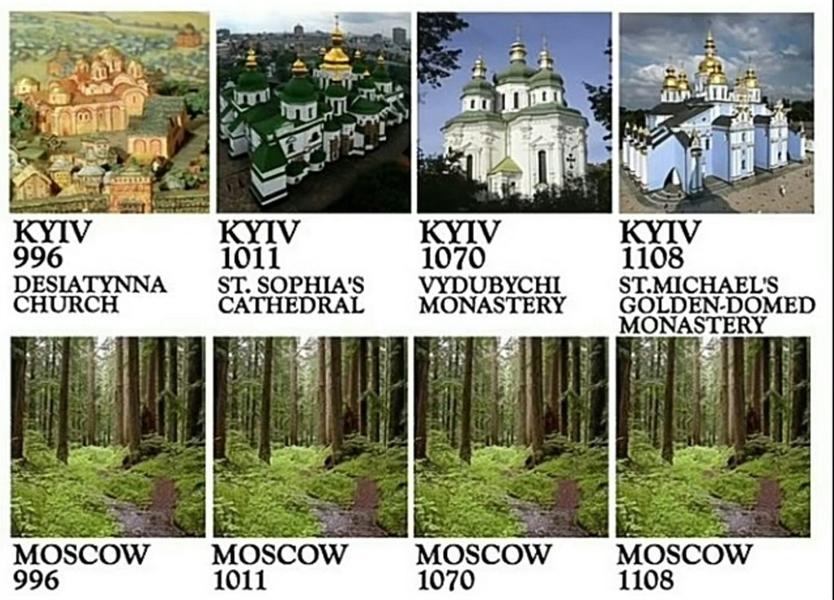 KYIV
996
DESIATYNNA
CHURCH
KYIV
1011
ST. SOPHIA'S
CATHEDRAL
KYIV
1070
VYDUBYCHI
MONASTERY
KYIV
1108
ST.MICHAEL'S
GOLDEN-DOMED
MONASTERY
MOSCOW
996
MOSCOW
1011
MOSCOW
1070
MOSCOW
1108